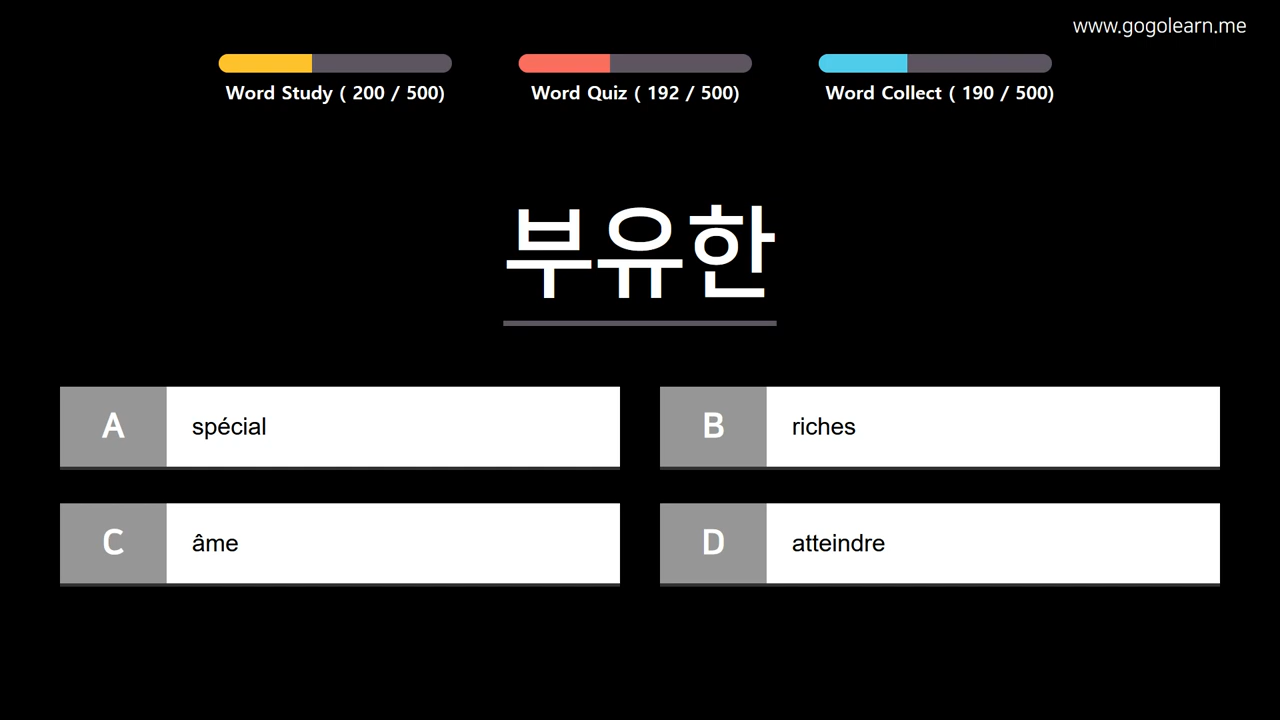 www.gogolearn.me
Word Study ( 200 / 500)
Word Quiz ( 192 / 500)
Word Collect ( 190 / 500)
부유한
A spécial
B riches
C âme
D atteindre